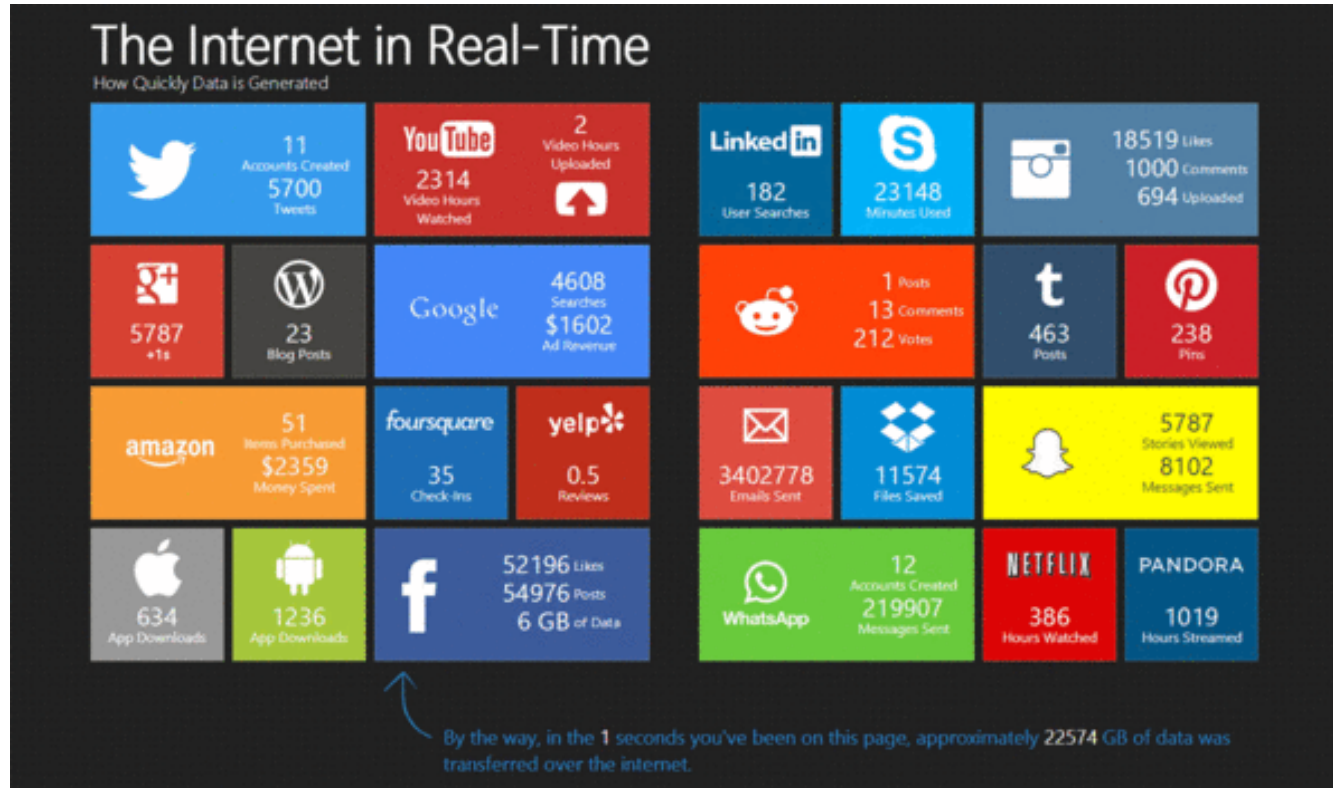 The Internet in Real-Time
How Quickly Data is Generated
11
Accounts Created
5700
Tweets
YouTube
2314
Video Hours
Watched
2
Video Hours
Uploaded
LinkedIn
182
User Searches
S
23148
Minutes Used
18519 Likes
1000 Comments
694 Uploaded
g+
5787
+1s
W
23
Blog Posts
Google
4608
Searches
$1602
Ad Revenue
1 Posts
13 Comments
212 Votes
t
463
Posts
P
238
Pins
amazon
51
Items Purchased
$2359
Money Spent
foursquare
35
Check-Ins
yelp
0.5
Reviews
3402778
Emails Sent
11574
Files Saved
5787
Stories Viewed
8102
Messages Sent
634
App Downloads
1236
App Downloads
f
52196 Likes
54976 Posts
6 GB of Data
WhatsApp
12
Accounts Created
219907
Messages Sent
NETFLIX
386
Hours Watched
PANDORA
1019
Hours Streamed
By the way, in the 1 seconds you've been on this page, approximately 22574 GB of data was
transferred over the internet.